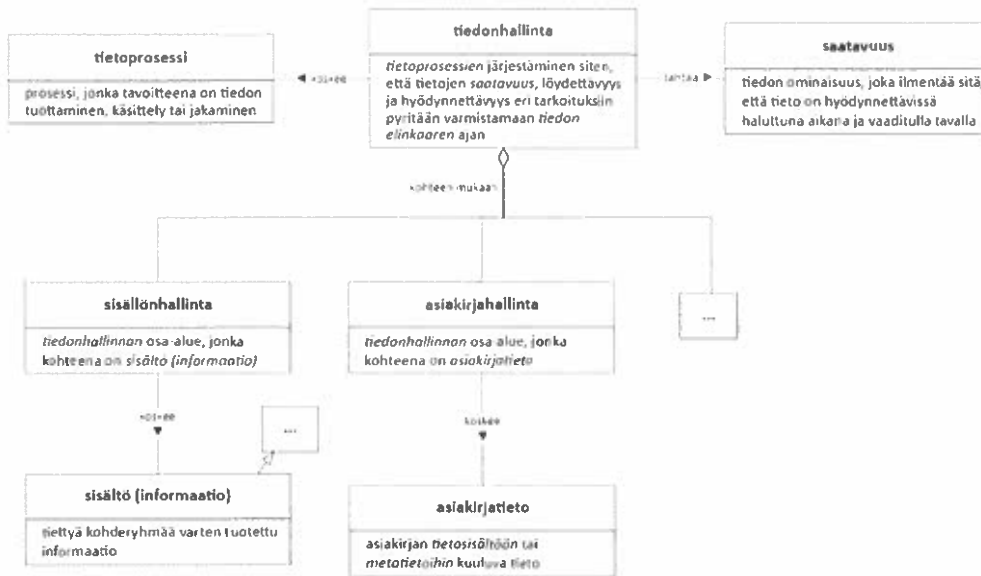 tietoprosessi
prosessi, jonka tavoitteena on tiedon
tuottaminen, käsittely tai jakaminen
koskee
tiedonhallinta
tietoprosessien järjestäminen siten,
että tietojen saatavuus, löydettävyys
ja hyödynnettävyys eri tarkoituksiin
pyritään varmistamaan tiedon
elinkaaren ajan
saatavuus
tiedon ominaisuus, joka ilmentää sitä,
että tieto on hyödynnettävissä
haluttuna aikana ja vaaditulla tavalla
kohteen mukaan
sisällönhallinta
tiedonhallinnan osa-alue, jonka
kohteena on sisältö (informaatio)
asiakirjahallinta
tiedonhallinnan osa-alue, jonka
kohteena on asiakirjatieto
...
koskee
...
koskee
sisältö (informaatio)
tiettyä kohderyhmää varten tuotettu
informaatio
asiakirjatieto
asiakirjan tietosisältöön tai
metatietoihin kuuluva tieto